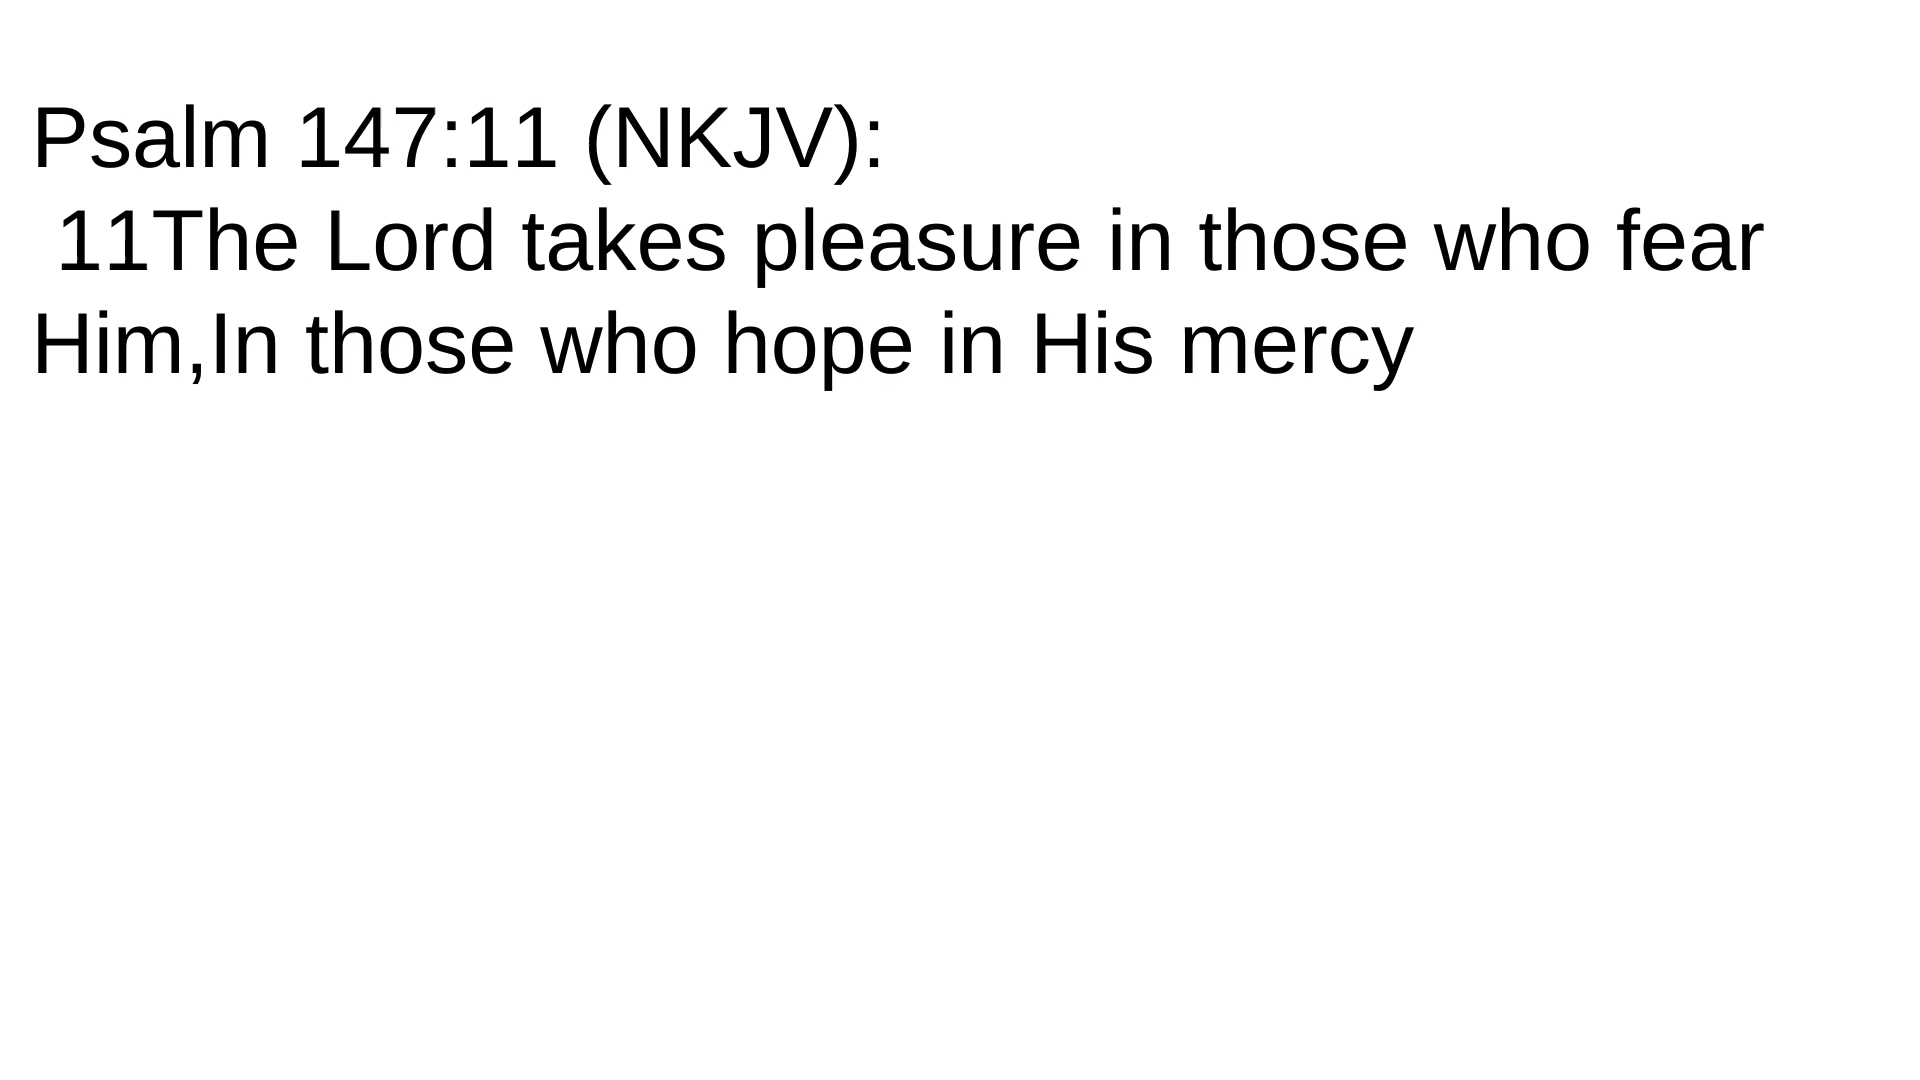 Psalm 147:11 (NKJV):
11The Lord takes pleasure in those who fear
Him,In those who hope in His mercy